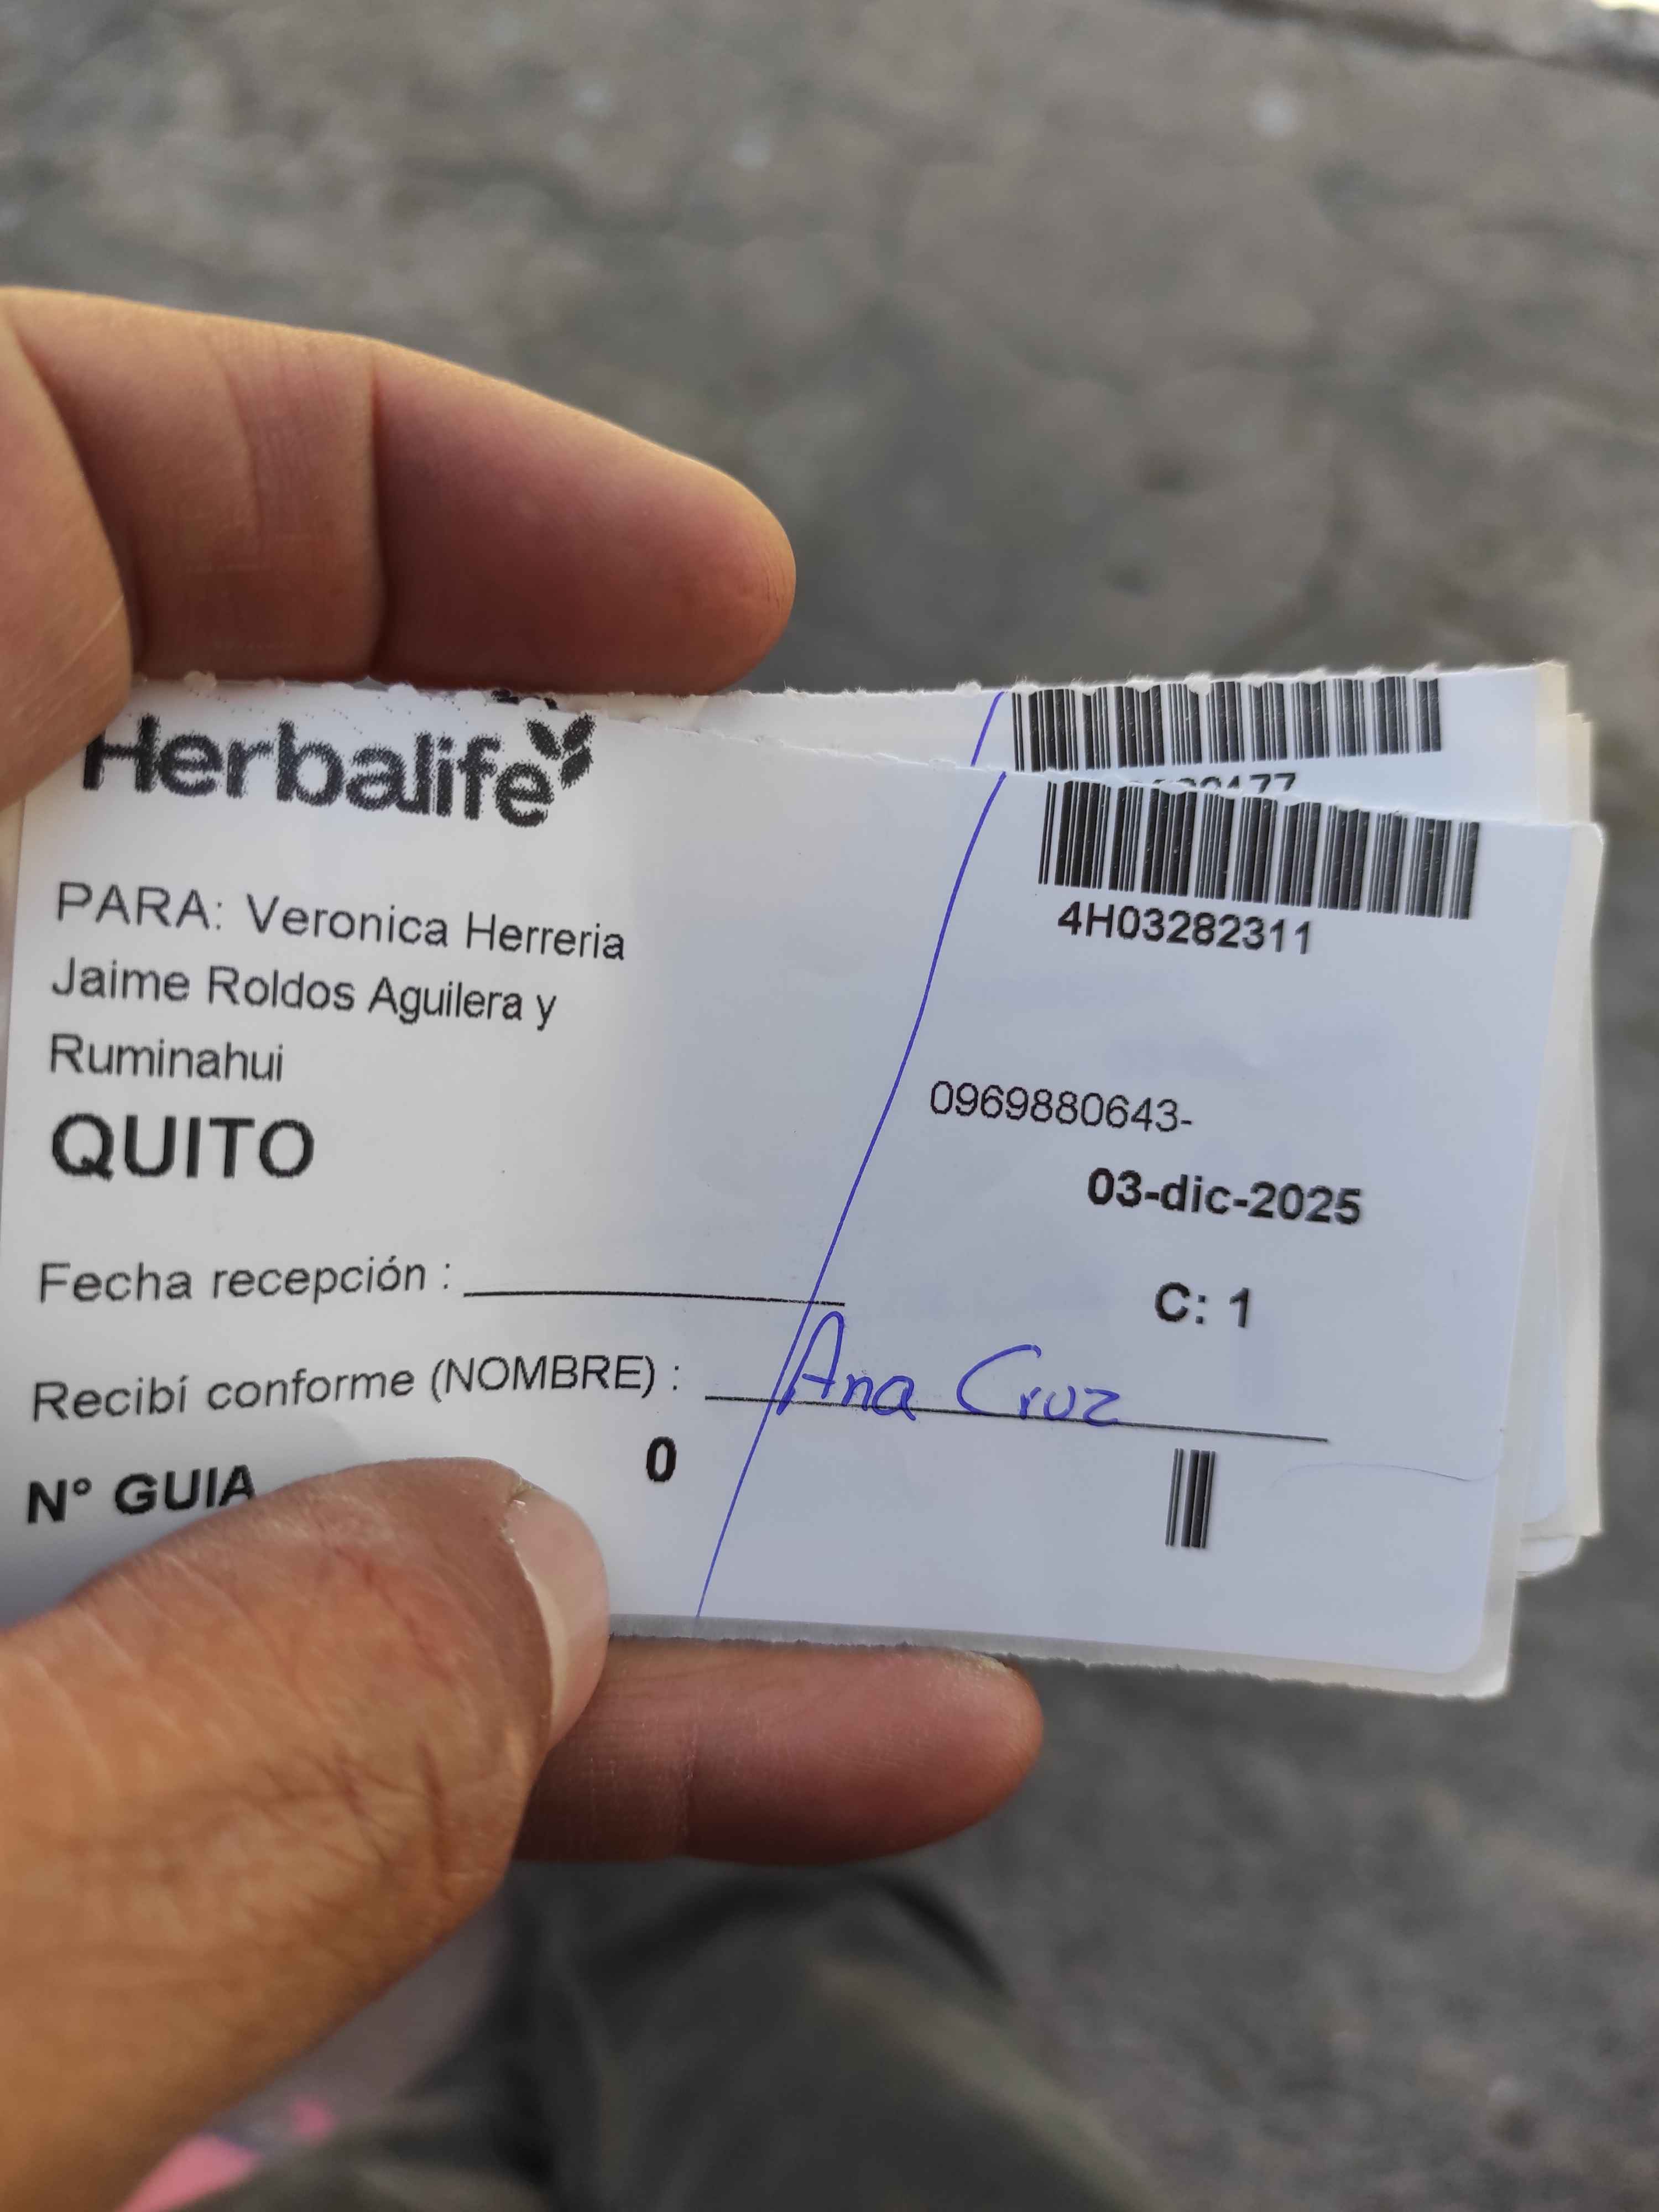 Herbalife
PARA: Veronica Herreria
Jaime Roldos Aguilera y
Ruminahui
QUITO
4H03282311
0969880643-
03-dic-2025
C: 1
Fecha recepción :
Recibí conforme (NOMBRE) : Ana Cruz
N° GUIA 0